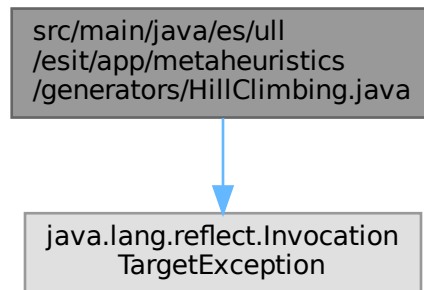 src/main/java/es/ull
/esit/app/metaheuristics
/generators/HillClimbing.java
java.lang.reflect.Invocation
TargetException